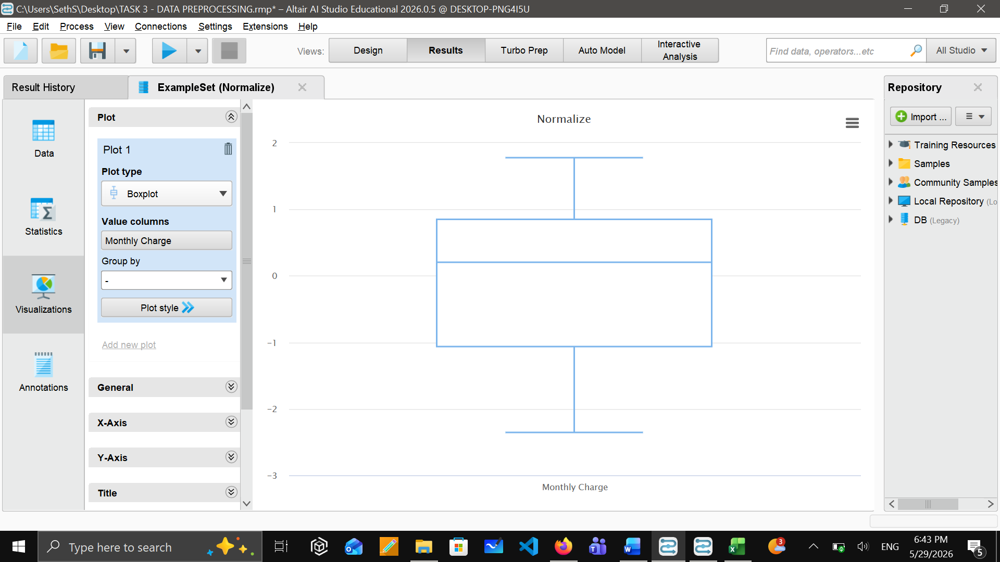 C:\Users\SethS\Desktop\TASK 3 - DATA PREPROCESSING.rmp* – Altair AI Studio Educational 2026.0.5 @ DESKTOP-PNG4I5U
File Edit Process View Connections Settings Extensions Help
Views:
Design
Results
Turbo Prep
Auto Model
Interactive
Analysis
Find data, operators...etc
All Studio
Result History
ExampleSet (Normalize)
Data
Statistics
Visualizations
Annotations
Plot
Plot 1
Plot type
Boxplot
Value columns
Monthly Charge
Group by
-
Plot style
Add new plot
General
X-Axis
Y-Axis
Title
Normalize
2
1
0
-1
-2
-3
Monthly Charge
Repository
Import ...
Training Resources
Samples
Community Samples
Local Repository (Lo
DB (Legacy)
Type here to search
3
ENG
6:43 PM
5/29/2026
5